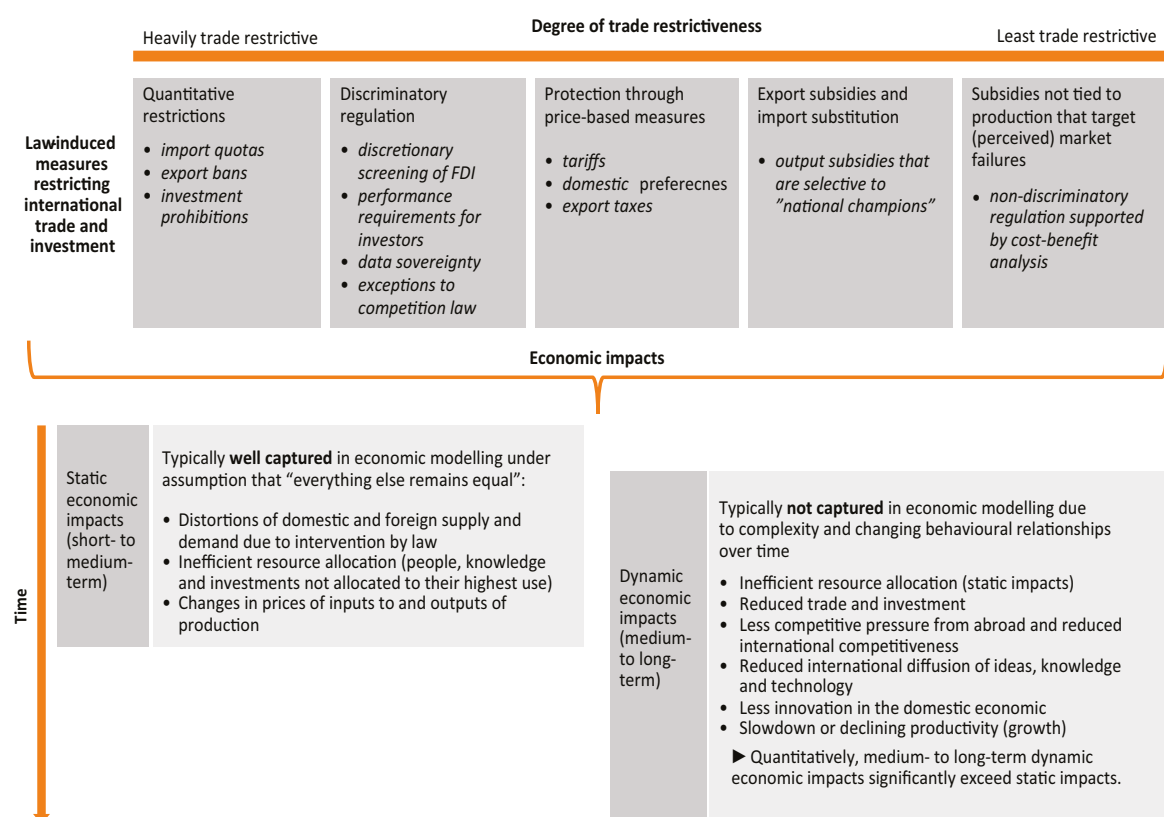 Degree of trade restrictiveness
Heavily trade restrictive
Least trade restrictive
Law-induced
measures
restricting
international
trade and
investment
Quantitative
restrictions
• import quotas
• export bans
• investment
prohibitions
Discriminatory
regulation
• discretionary
screening of FDI
• performance
requirements for
investors
• data sovereignty
• exceptions to
competition law
Protection through
price-based measures
• tariffs
• domestic preferecnes
• export taxes
Export subsidies and
import substitution
• output subsidies that
are selective to
”national champions”
Subsidies not tied to
production that target
(perceived) market
failures
• non-discriminatory
regulation supported
by cost-benefit
analysis
Economic impacts
Time
Static
economic
impacts
(short- to
medium-
term)
Typically well captured in economic modelling under
assumption that “everything else remains equal”:
• Distortions of domestic and foreign supply and
demand due to intervention by law
• Inefficient resource allocation (people, knowledge
and investments not allocated to their highest use)
• Changes in prices of inputs to and outputs of
production
Dynamic
economic
impacts
(medium-
to long-
term)
Typically not captured in economic modelling due
to complexity and changing behavioural relationships
over time
• Inefficient resource allocation (static impacts)
• Reduced trade and investment
• Less competitive pressure from abroad and reduced
international competitiveness
• Reduced international diffusion of ideas, knowledge
and technology
• Less innovation in the domestic economic
• Slowdown or declining productivity (growth)
► Quantitatively, medium- to long-term dynamic
economic impacts significantly exceed static impacts.